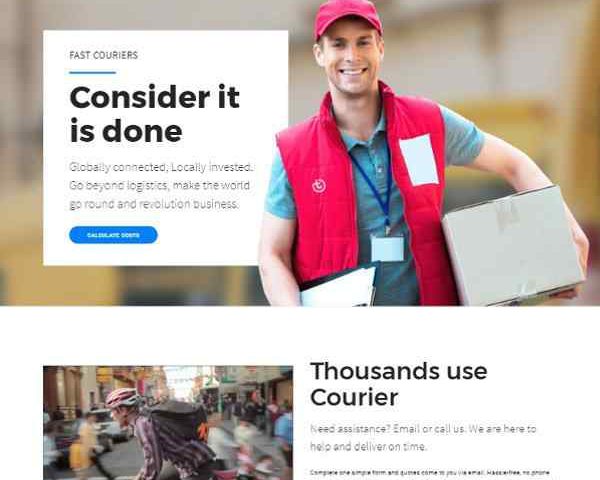 FAST COURIERS
Consider it
is done
Globally connected, Locally invested.
Go beyond logistics, make the world
go round and revolution business.
CALCULATE COSTS
Thousands use
Courier
Need assistance? Email or call us. We are here to
help and deliver on time.
Complete one simple form and quotes come to you via email. Hassle-free, no phone